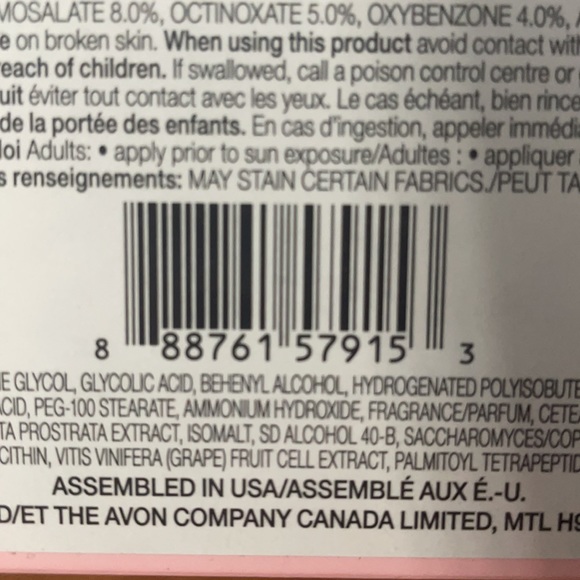 MOSALATE 8.0%, OCTINOXATE 5.0%, OXYBENZONE 4.0%,
e on broken skin. When using this product avoid contact with
reach of children. If swallowed, call a poison control centre or
uit éviter tout contact avec les yeux. Le cas échéant, bien rince
de la portée des enfants. En cas d'ingestion, appeler immédi
loi Adults: • apply prior to sun exposure/Adultes : • appliquer
s renseignements: MAY STAIN CERTAIN FABRICS./PEUT TA
8 88761 57915 3
E GLYCOL, GLYCOLIC ACID, BEHENYL ALCOHOL, HYDROGENATED POLYISOBUTE
CID, PEG-100 STEARATE, AMMONIUM HYDROXIDE, FRAGRANCE/PARFUM, CETEA
TA PROSTRATA EXTRACT, ISOMALT, SD ALCOHOL 40-B, SACCHAROMYCES/COP
CITHIN, VITIS VINIFERA (GRAPE) FRUIT CELL EXTRACT, PALMITOYL TETRAPEPTID
ASSEMBLED IN USA/ASSEMBLÉ AUX É.-U.
D/ET THE AVON COMPANY CANADA LIMITED, MTL H9